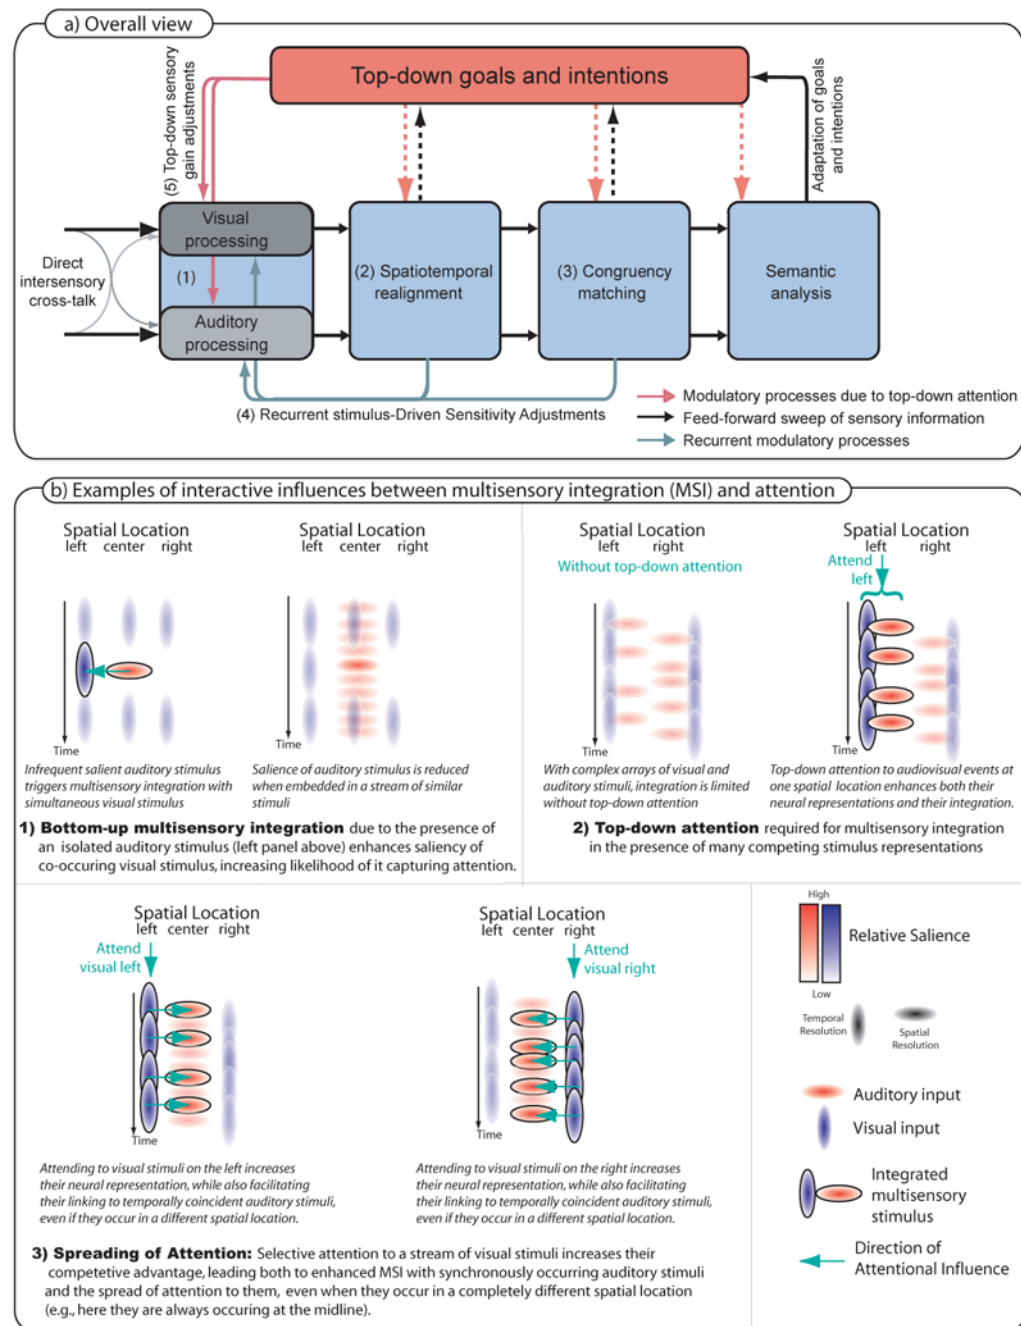 a) Overall view
Top-down goals and intentions
(5) Top-down sensory
gain adjustments
Adaptation of goals
and intentions
Visual
processing
Direct
intersensory
cross-talk
(1)
Auditory
processing
(2) Spatiotemporal
realignment
(3) Congruency
matching
Semantic
analysis
(4) Recurrent stimulus-Driven Sensitivity Adjustments
Modulatory processes due to top-down attention
Feed-forward sweep of sensory information
Recurrent modulatory processes
b) Examples of interactive influences between multisensory integration (MSI) and attention
Spatial Location
left center right
Time
Infrequent salient auditory stimulus
triggers multisensory integration with
simultaneous visual stimulus
Spatial Location
left center right
Time
Salience of auditory stimulus is reduced
when embedded in a stream of similar
stimuli
1) Bottom-up multisensory integration due to the presence of
an isolated auditory stimulus (left panel above) enhances saliency of
co-occuring visual stimulus, increasing likelihood of it capturing attention.
Spatial Location
left right
Without top-down attention
Time
With complex arrays of visual and
auditory stimuli, integration is limited
without top-down attention
Spatial Location
left right
Attend
left
Time
Top-down attention to audiovisual events at
one spatial location enhances both their
neural representations and their integration.
2) Top-down attention required for multisensory integration
in the presence of many competing stimulus representations
Spatial Location
left center right
Attend
visual left
Time
Attending to visual stimuli on the left increases
their neural representation, while also facilitating
their linking to temporally coincident auditory stimuli,
even if they occur in a different spatial location.
Spatial Location
left center right
Attend
visual right
Time
Attending to visual stimuli on the right increases
their neural representation, while also facilitating
their linking to temporally coincident auditory stimuli,
even if they occur in a different spatial location.
3) Spreading of Attention: Selective attention to a stream of visual stimuli increases their
competetive advantage, leading both to enhanced MSI with synchronously occurring auditory stimuli
and the spread of attention to them, even when they occur in a completely different spatial location
(e.g., here they are always occuring at the midline).
High
Relative Salience
Low
Temporal
Resolution
Spatial
Resolution
Auditory input
Visual input
Integrated
multisensory
stimulus
Direction of
Attentional Influence